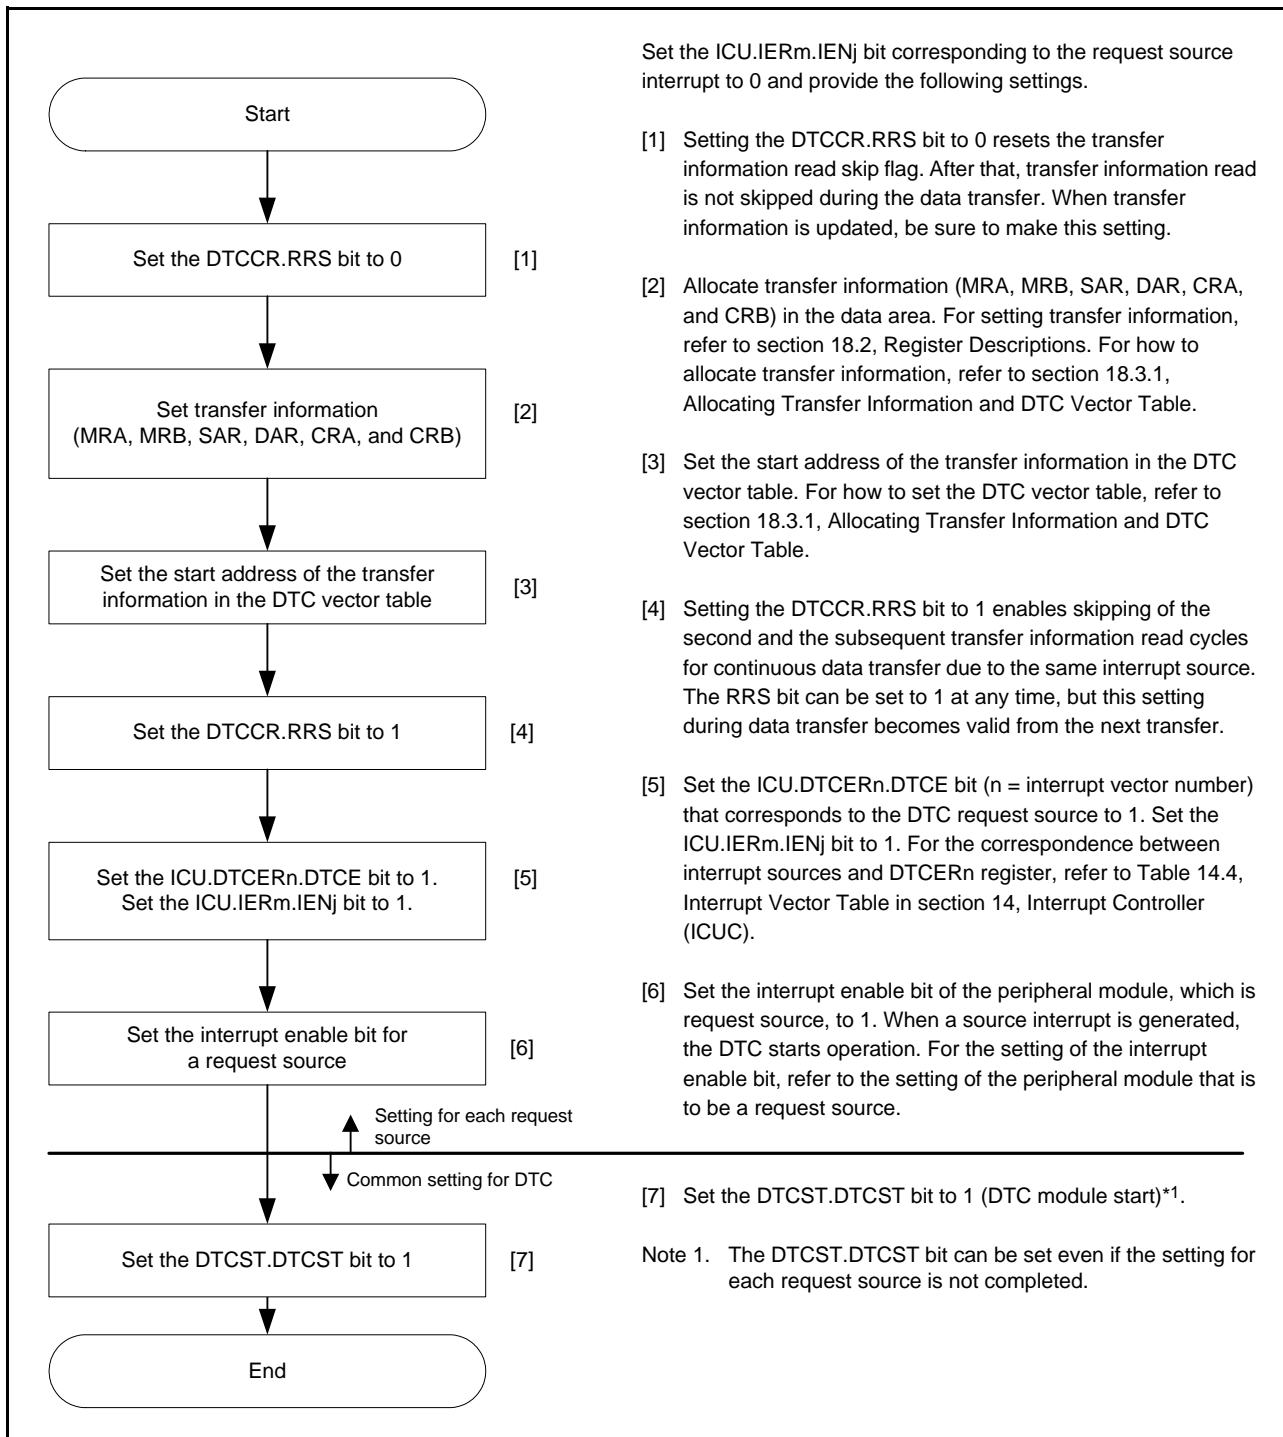 Start
Set the DTCCR.RRS bit to 0
[1]
Set transfer information
(MRA, MRB, SAR, DAR, CRA, and CRB)
[2]
Set the start address of the transfer
information in the DTC vector table
[3]
Set the DTCCR.RRS bit to 1
[4]
Set the ICU.DTCERn.DTCE bit to 1.
Set the ICU.IERm.IENj bit to 1.
[5]
Set the interrupt enable bit for
a request source
[6]
Setting for each request
source
Common setting for DTC
Set the DTCST.DTCST bit to 1
[7]
End
Set the ICU.IERm.IENj bit corresponding to the request source
interrupt to 0 and provide the following settings.
[1] Setting the DTCCR.RRS bit to 0 resets the transfer
information read skip flag. After that, transfer information read
is not skipped during the data transfer. When transfer
information is updated, be sure to make this setting.
[2] Allocate transfer information (MRA, MRB, SAR, DAR, CRA,
and CRB) in the data area. For setting transfer information,
refer to section 18.2, Register Descriptions. For how to
allocate transfer information, refer to section 18.3.1,
Allocating Transfer Information and DTC Vector Table.
[3] Set the start address of the transfer information in the DTC
vector table. For how to set the DTC vector table, refer to
section 18.3.1, Allocating Transfer Information and DTC
Vector Table.
[4] Setting the DTCCR.RRS bit to 1 enables skipping of the
second and the subsequent transfer information read cycles
for continuous data transfer due to the same interrupt source.
The RRS bit can be set to 1 at any time, but this setting
during data transfer becomes valid from the next transfer.
[5] Set the ICU.DTCERn.DTCE bit (n = interrupt vector number)
that corresponds to the DTC request source to 1. Set the
ICU.IERm.IENj bit to 1. For the correspondence between
interrupt sources and DTCERn register, refer to Table 14.4,
Interrupt Vector Table in section 14, Interrupt Controller
(ICUC).
[6] Set the interrupt enable bit of the peripheral module, which is
request source, to 1. When a source interrupt is generated,
the DTC starts operation. For the setting of the interrupt
enable bit, refer to the setting of the peripheral module that is
to be a request source.
[7] Set the DTCST.DTCST bit to 1 (DTC module start)*1.
Note 1. The DTCST.DTCST bit can be set even if the setting for
each request source is not completed.